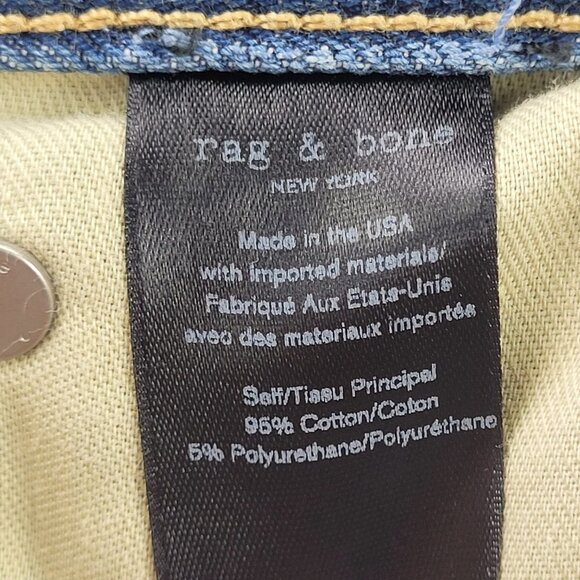 rag & bone
NEW YORK
Made in the USA
with imported materials/
Fabriqué Aux Etats-Unis
avec des materiaux importés
Self/Tissu Principal
95% Cotton/Coton
5% Polyurethane/Polyuréthane